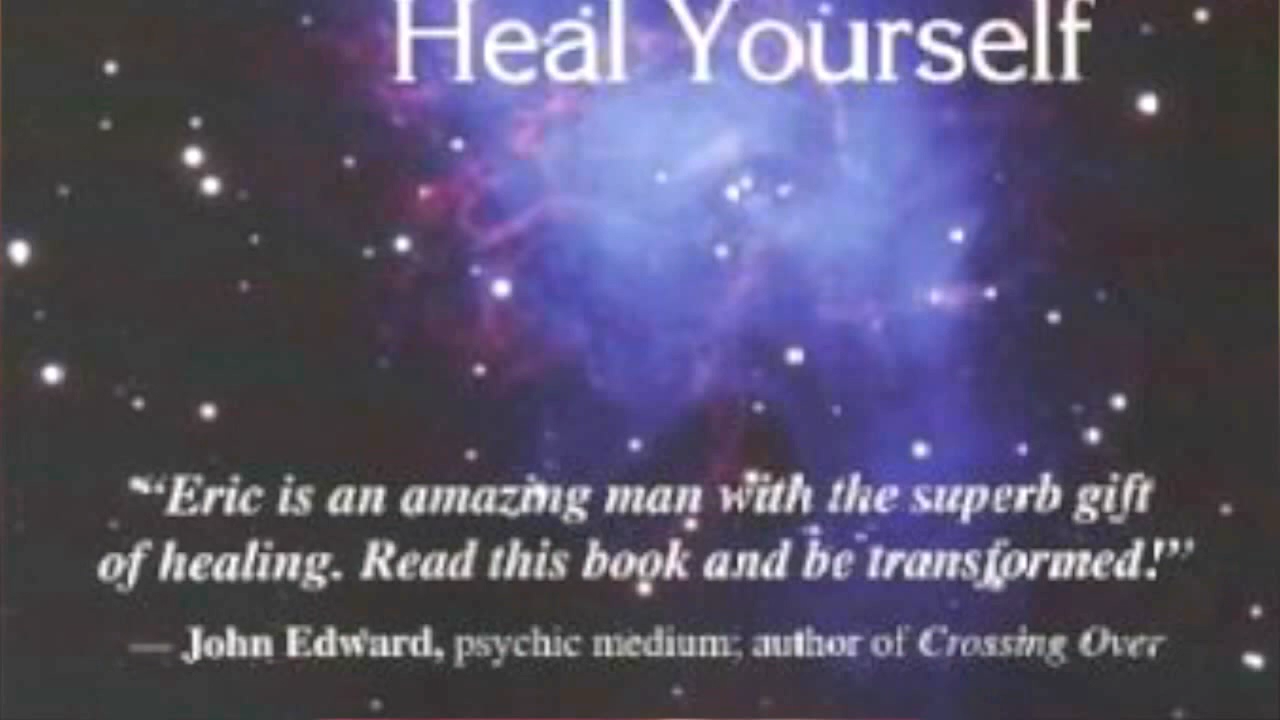 Heal Yourself
“Eric is an amazing man with the superb gift
of healing. Read this book and be transformed!”
— John Edward, psychic medium; author of Crossing Over